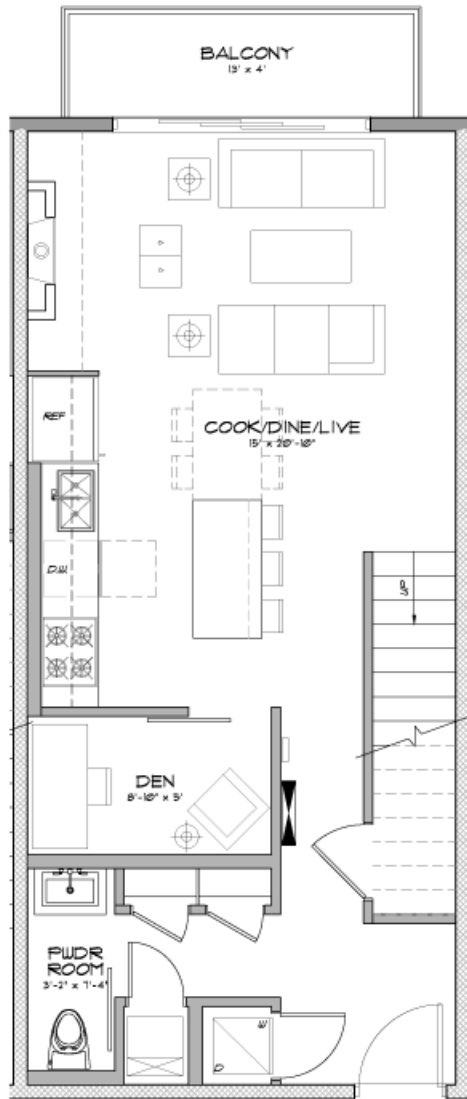 BALCONY
13' x 4'
REF
COOK/DINE/LIVE
15' x 20'-10"
D.W.
UP
DEN
8'-10" x 5'
PWDR
ROOM
3'-2" x 7'-4"
W
D